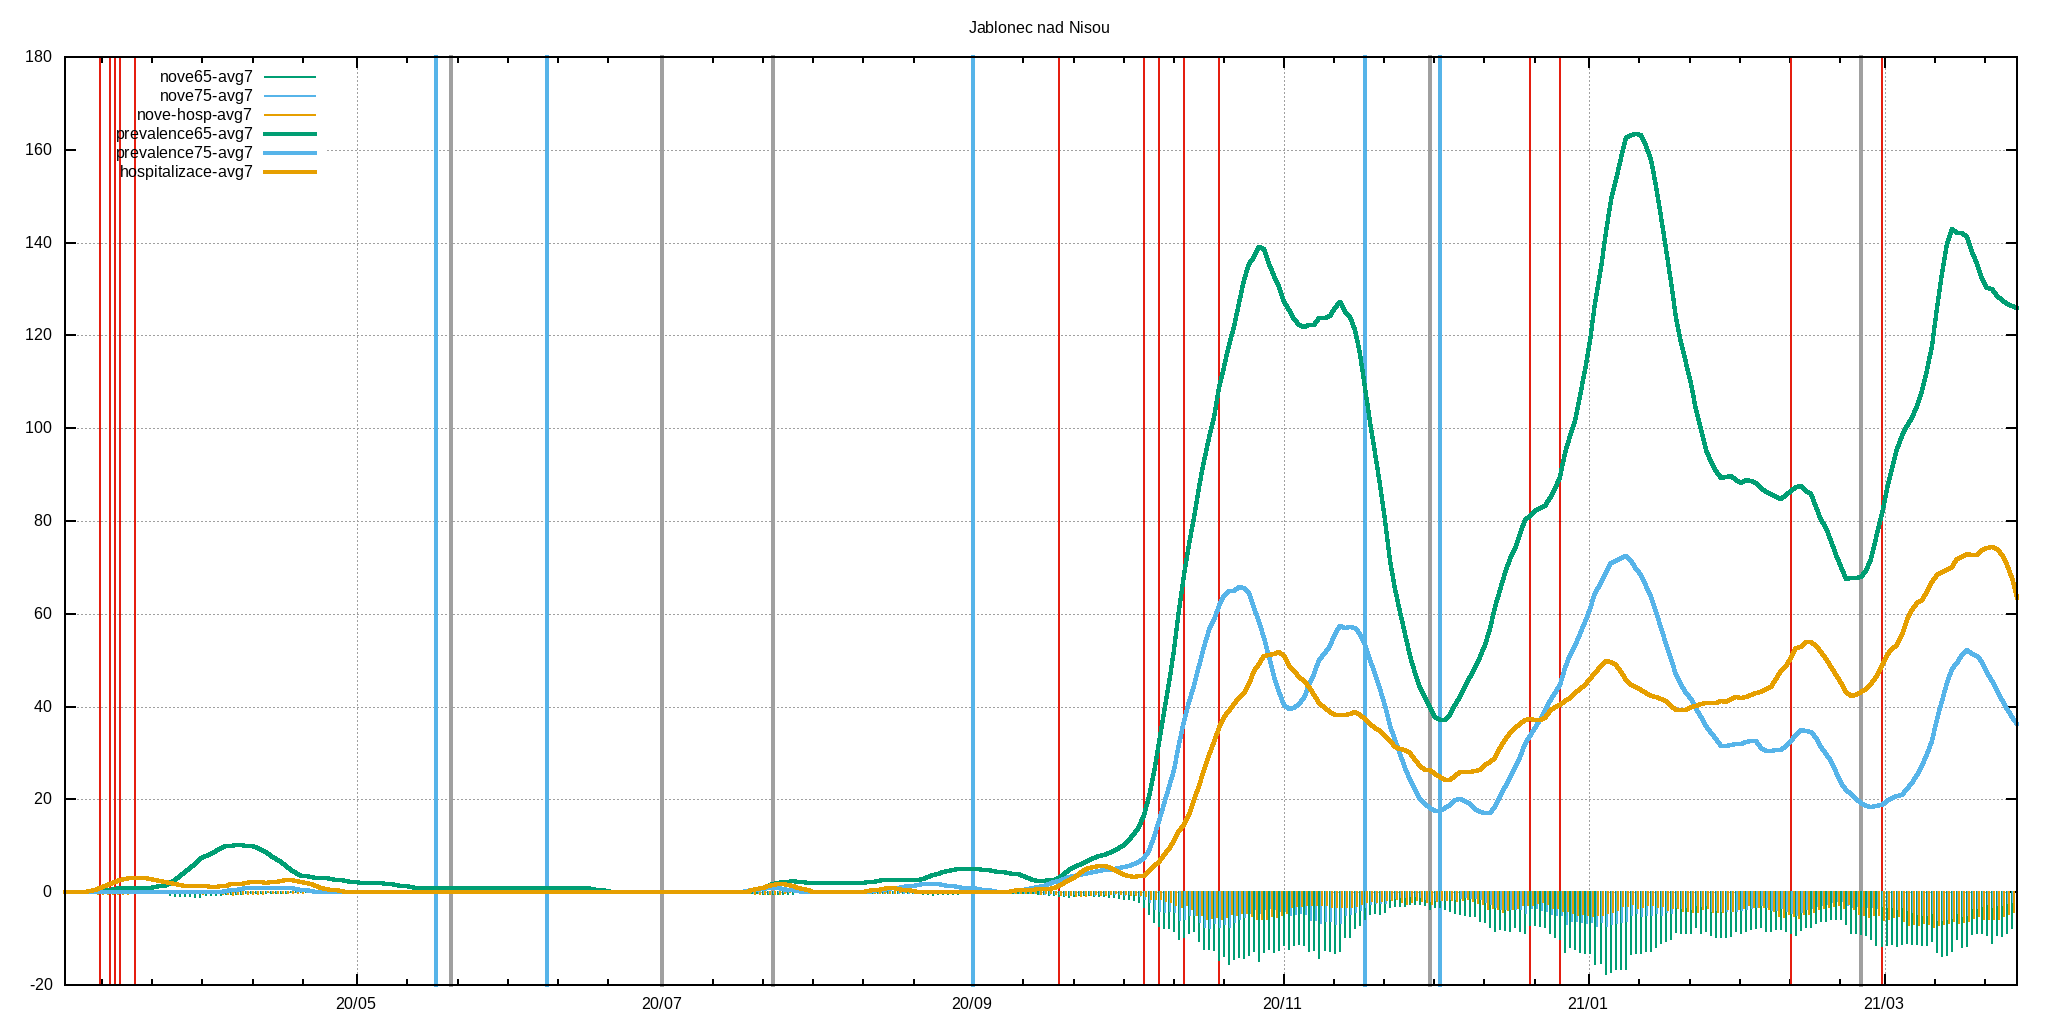 Jablonec nad Nisou
180
160
140
120
100
80
60
40
20
0
-20
nove65-avg7
nove75-avg7
nove-hosp-avg7
prevalence65-avg7
prevalence75-avg7
hospitalizace-avg7
20/05
20/07
20/09
20/11
21/01
21/03